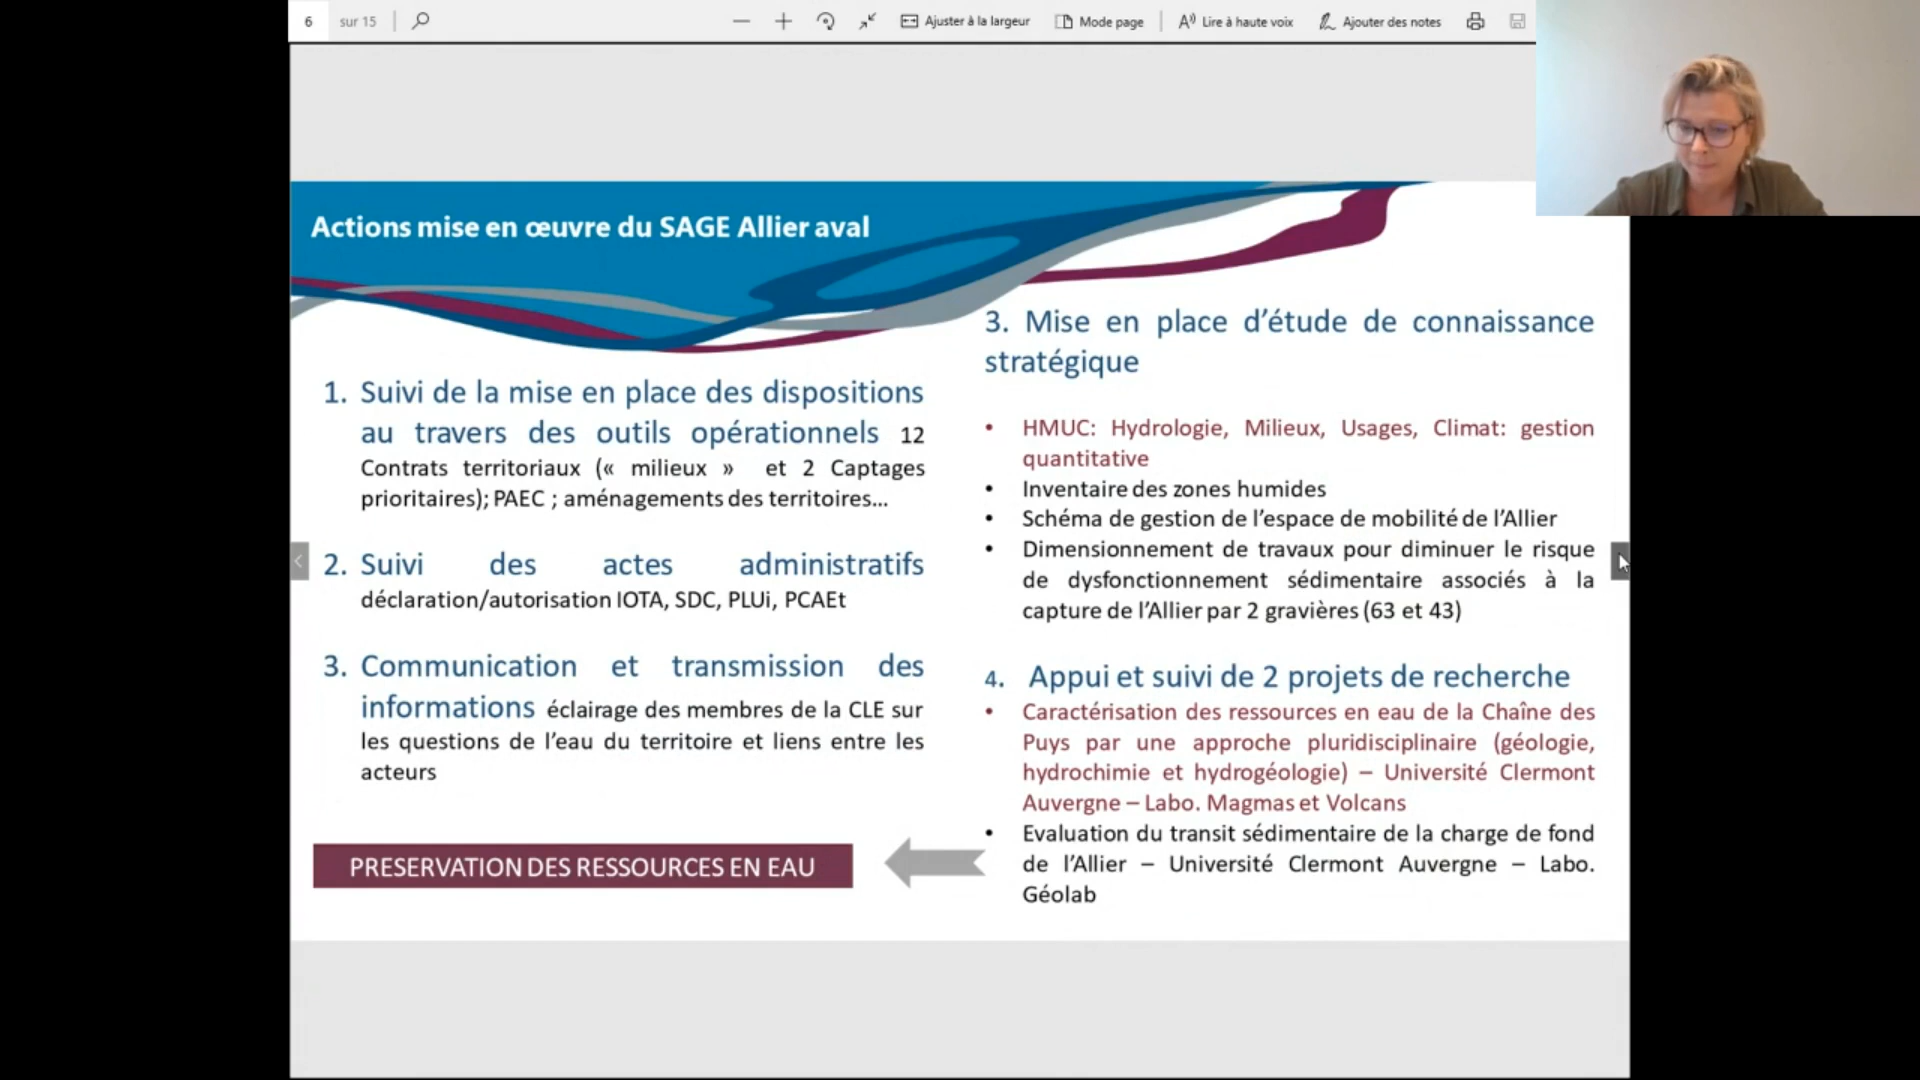 6 sur 15
Ajuster à la largeur
Mode page
Lire à haute voix
Ajouter des notes
Actions mise en œuvre du SAGE Allier aval
1. Suivi de la mise en place des dispositions
au travers des outils opérationnels 12
Contrats territoriaux (« milieux » et 2 Captages
prioritaires); PAEC ; aménagements des territoires...
2. Suivi des actes administratifs
déclaration/autorisation IOTA, SDC, PLUi, PCAEt
3. Communication et transmission des
informations éclairage des membres de la CLE sur
les questions de l'eau du territoire et liens entre les
acteurs
PRESERVATION DES RESSOURCES EN EAU
3. Mise en place d'étude de connaissance
stratégique
• HMUC: Hydrologie, Milieux, Usages, Climat: gestion
quantitative
• Inventaire des zones humides
• Schéma de gestion de l'espace de mobilité de l'Allier
• Dimensionnement de travaux pour diminuer le risque
de dysfonctionnement sédimentaire associés à la
capture de l'Allier par 2 gravières (63 et 43)
4. Appui et suivi de 2 projets de recherche
• Caractérisation des ressources en eau de la Chaîne des
Puys par une approche pluridisciplinaire (géologie,
hydrochimie et hydrogéologie) – Université Clermont
Auvergne – Labo. Magmas et Volcans
• Evaluation du transit sédimentaire de la charge de fond
de l'Allier – Université Clermont Auvergne – Labo.
Géolab